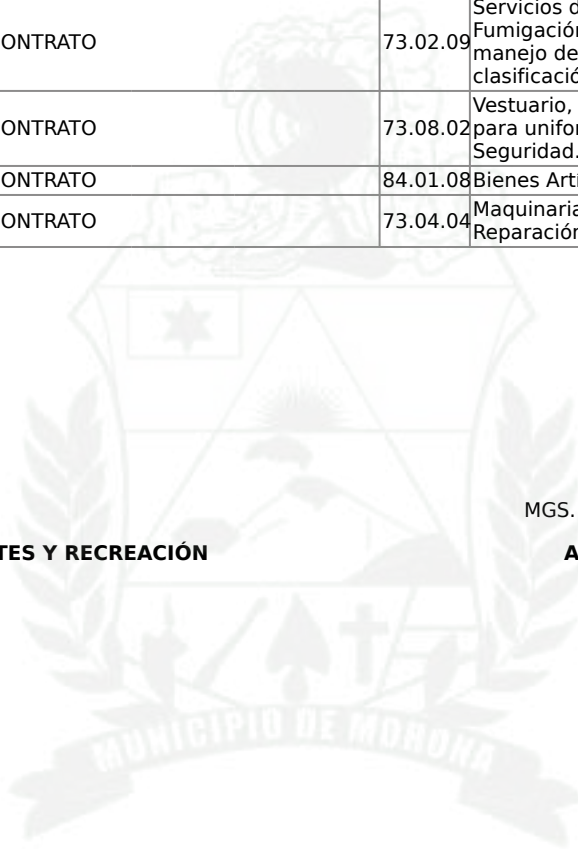 Servicios d
Fumigación
ONTRATO 73.02.09 manejo de
clasificació
Vestuario,
ONTRATO 73.08.02 para unifor
Seguridad.
ONTRATO 84.01.08 Bienes Artí
ONTRATO 73.04.04 Maquinaria
Reparación
MGS.
TES Y RECREACIÓN A
MUNICIPIO DE MORONA